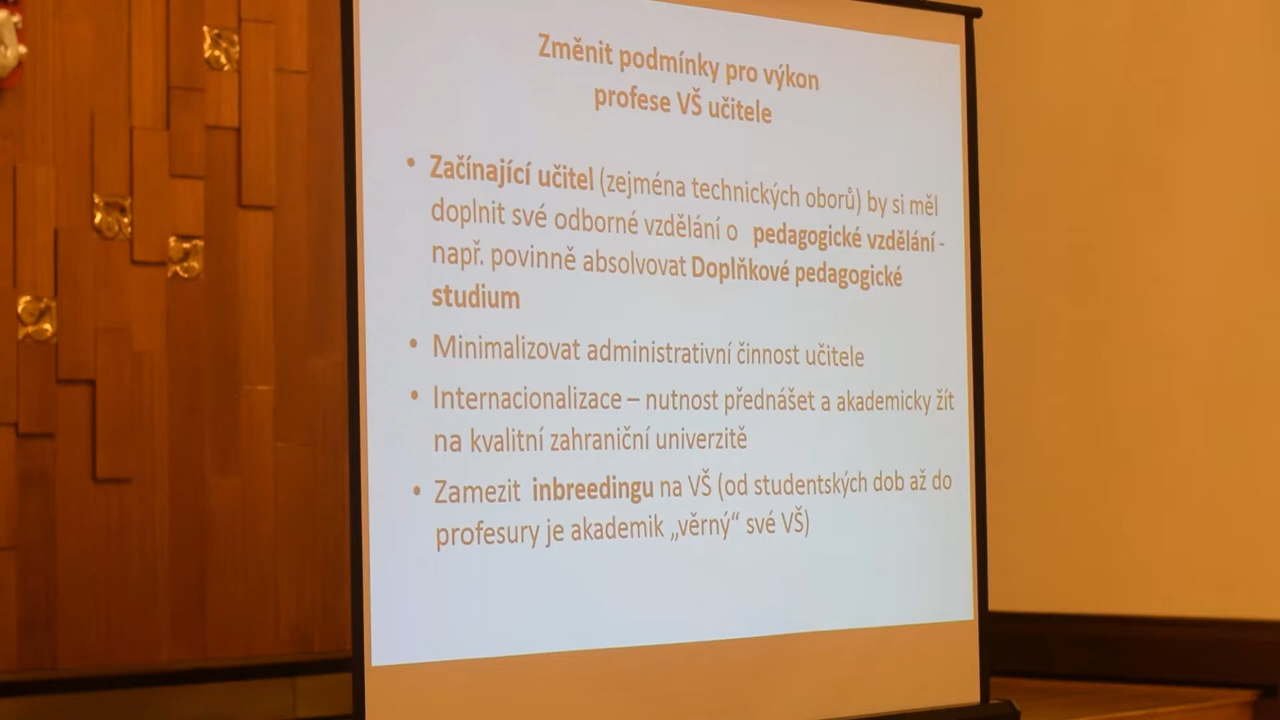 Změnit podmínky pro výkon
profese VŠ učitele
• Začínající učitel (zejména technických oborů) by si měl
doplnit své odborné vzdělání o pedagogické vzdělání -
např. povinně absolvovat Doplňkové pedagogické
studium
• Minimalizovat administrativní činnost učitele
• Internacionalizace – nutnost přednášet a akademicky žít
na kvalitní zahraniční univerzitě
• Zamezit inbreedingu na VŠ (od studentských dob až do
profesury je akademik „věrný“ své VŠ)